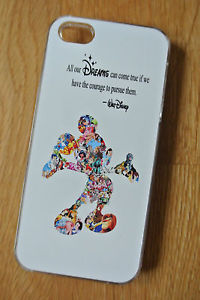 All our DREAMS can come true if we
have the courage to pursue them.
—Walt Disney